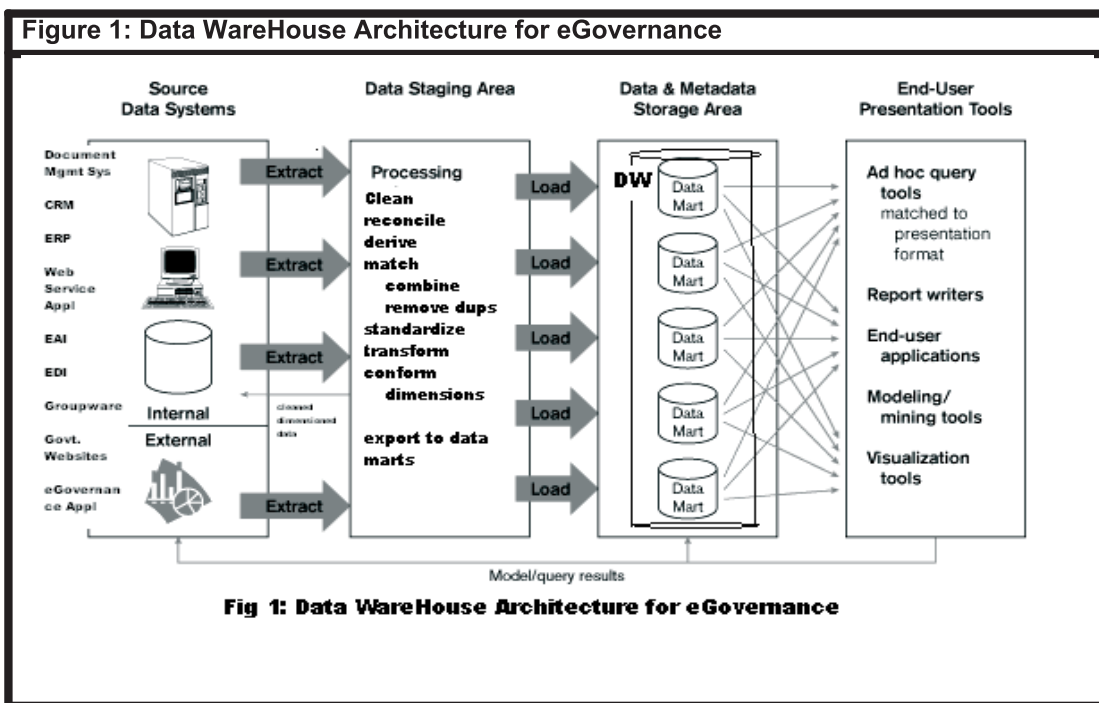 Figure 1: Data WareHouse Architecture for eGovernance
Source
Data Systems
Document
Mgmt Sys
CRM
ERP
Web
Service
Appl
EAI
EDI
Groupware
Govt.
Websites
eGovernan
ce Appl
Internal
External
Extract
Extract
Extract
Extract
cleaned
dimensioned
data
Data Staging Area
Processing
Clean
reconcile
derive
match
combine
remove dups
standardize
transform
conform
dimensions
export to data
marts
Load
Load
Load
Load
Load
Data & Metadata
Storage Area
DW
Data
Mart
Data
Mart
Data
Mart
Data
Mart
Data
Mart
End-User
Presentation Tools
Ad hoc query
tools
matched to
presentation
format
Report writers
End-user
applications
Modeling/
mining tools
Visualization
tools
Model/query results
Fig 1: Data WareHouse Architecture for eGovernance